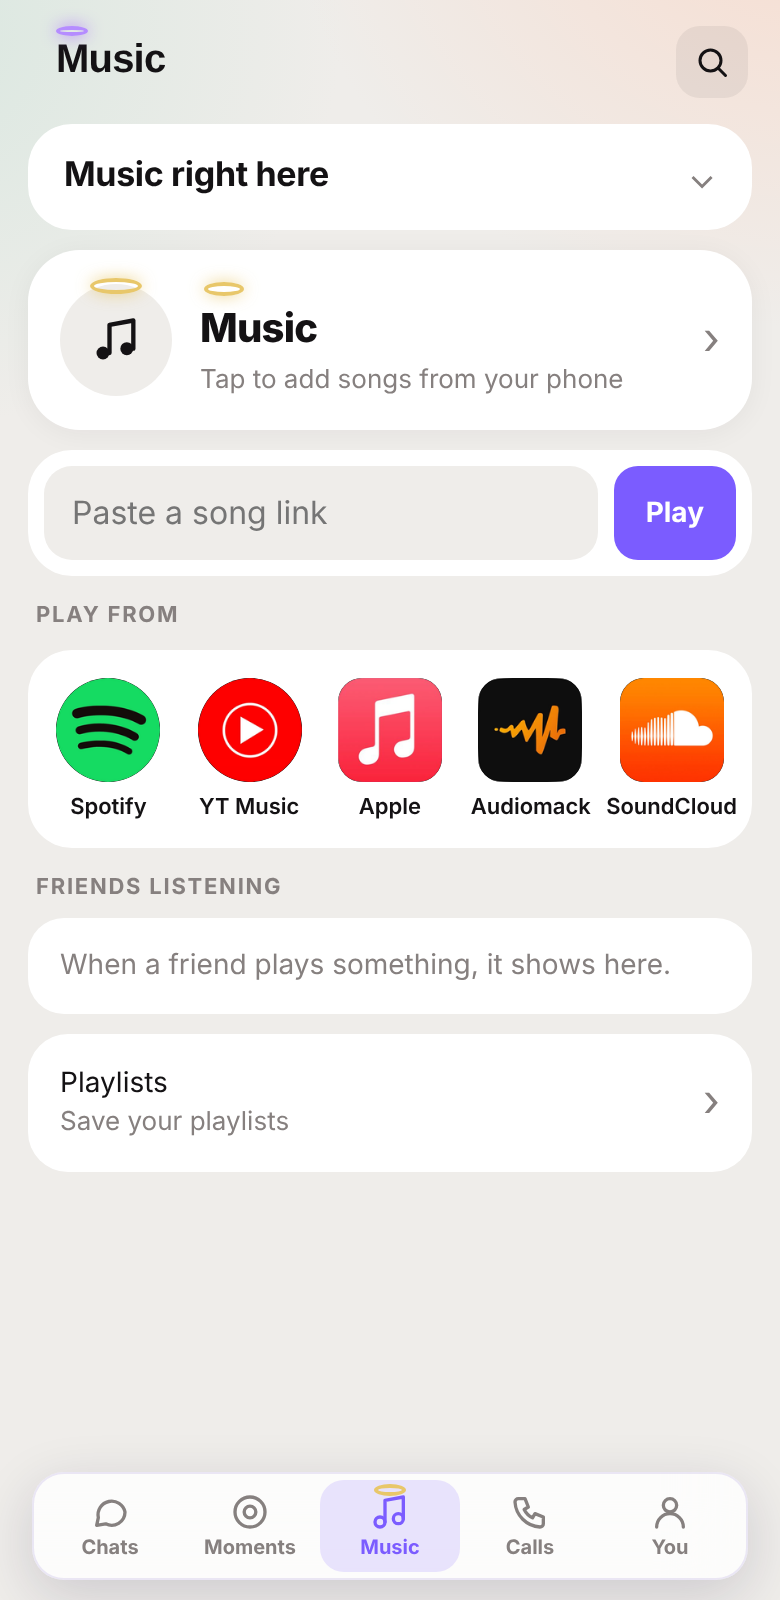 Music
Music right here
Music
Tap to add songs from your phone
Paste a song link
Play
PLAY FROM
Spotify
YT Music
Apple
Audiomack
SoundCloud
FRIENDS LISTENING
When a friend plays something, it shows here.
Playlists
Save your playlists
Chats
Moments
Music
Calls
You